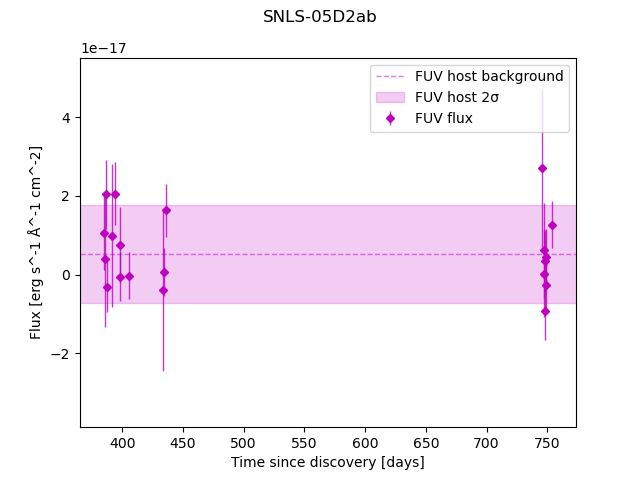 SNLS-05D2ab
1e−17
FUV host background
FUV host 2σ
FUV flux
4
2
0
−2
Flux [erg s^-1 Å^-1 cm^-2]
400 450 500 550 600 650 700 750
Time since discovery [days]